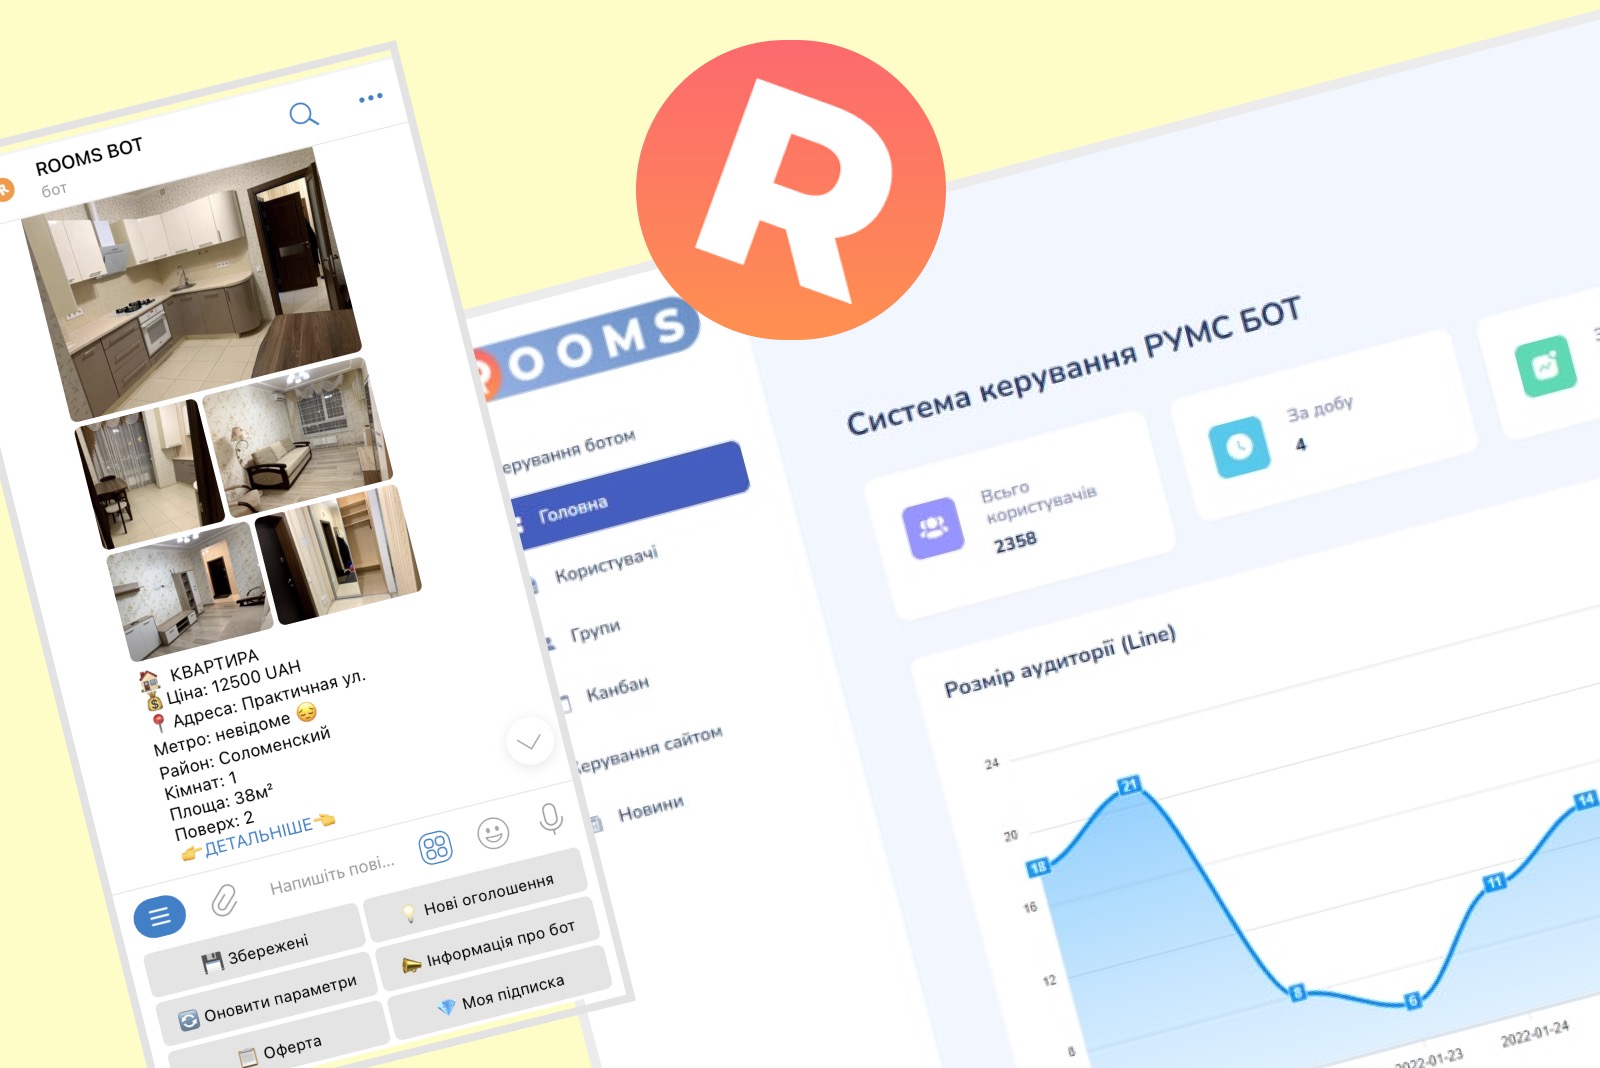 ROOMS BOT
бот
КВАРТИРА
Ціна: 12500 UAH
Адреса: Практичная ул.
Метро: невідоме
Район: Соломенский
Кімнат: 1
Площа: 38м²
Поверх: 2
ДЕТАЛЬНІШЕ
Напишіть пові...
Збережені
Нові оголошення
Оновити параметри
Інформація про бот
Оферта
Моя підписка
R
ROOMS
ерування ботом
Головна
Користувачі
Групи
Канбан
Керування сайтом
Новини
Система керування РУМС БОТ
Всього
користувачів
2358
За добу
4
Розмір аудиторії (Line)
24
20
16
12
8
18
21
8
6
11
14
2022-01-23
2022-01-24